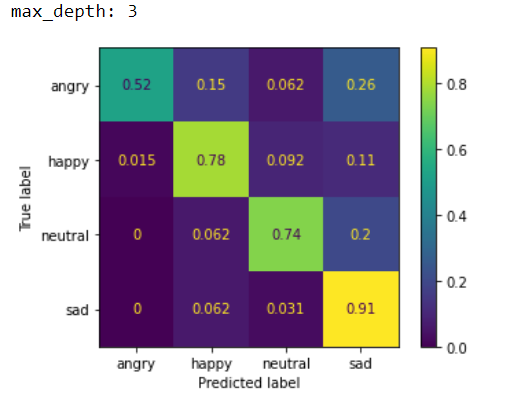 max_depth: 3
angry 0.52 0.15 0.062 0.26
happy 0.015 0.78 0.092 0.11
neutral 0 0.062 0.74 0.2
sad 0 0.062 0.031 0.91
angry happy neutral sad
True label
Predicted label
0.8
0.6
0.4
0.2
0.0